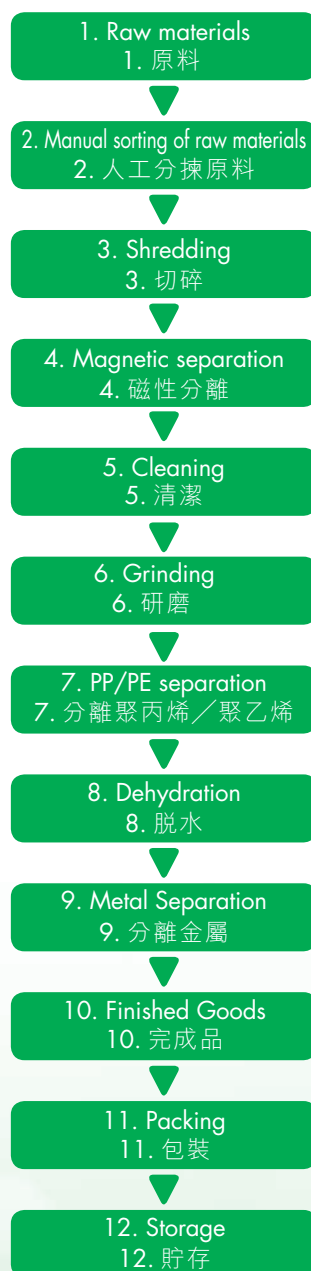 1. Raw materials
1. 原料
2. Manual sorting of raw materials
2. 人工分揀原料
3. Shredding
3. 切碎
4. Magnetic separation
4. 磁性分離
5. Cleaning
5. 清潔
6. Grinding
6. 研磨
7. PP/PE separation
7. 分離聚丙烯／聚乙烯
8. Dehydration
8. 脫水
9. Metal Separation
9. 分離金屬
10. Finished Goods
10. 完成品
11. Packing
11. 包裝
12. Storage
12. 貯存